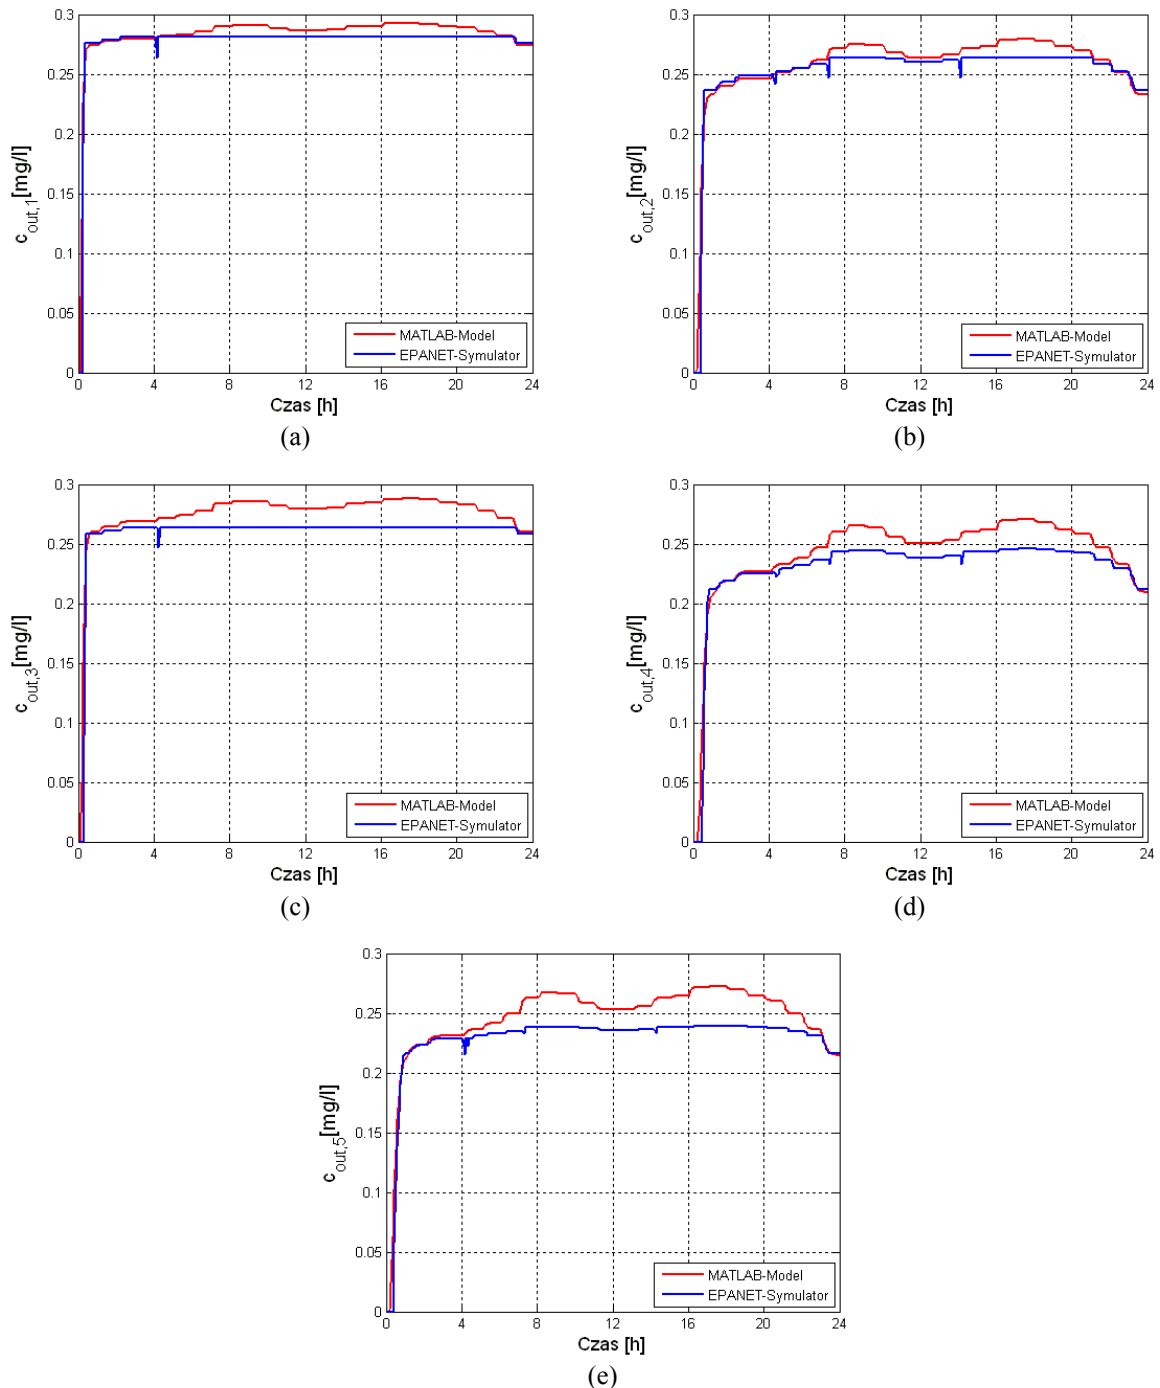 0.3
0.25
0.2
0.15
0.1
0.05
0
c_out,1[mg/l]
MATLAB-Model
EPANET-Symulator
0 4 8 12 16 20 24
Czas [h]
(a)
0.3
0.25
0.2
0.15
0.1
0.05
0
c_out,2[mg/l]
MATLAB-Model
EPANET-Symulator
0 4 8 12 16 20 24
Czas [h]
(b)
0.3
0.25
0.2
0.15
0.1
0.05
0
c_out,3[mg/l]
MATLAB-Model
EPANET-Symulator
0 4 8 12 16 20 24
Czas [h]
(c)
0.3
0.25
0.2
0.15
0.1
0.05
0
c_out,4[mg/l]
MATLAB-Model
EPANET-Symulator
0 4 8 12 16 20 24
Czas [h]
(d)
0.3
0.25
0.2
0.15
0.1
0.05
0
c_out,5[mg/l]
MATLAB-Model
EPANET-Symulator
0 4 8 12 16 20 24
Czas [h]
(e)